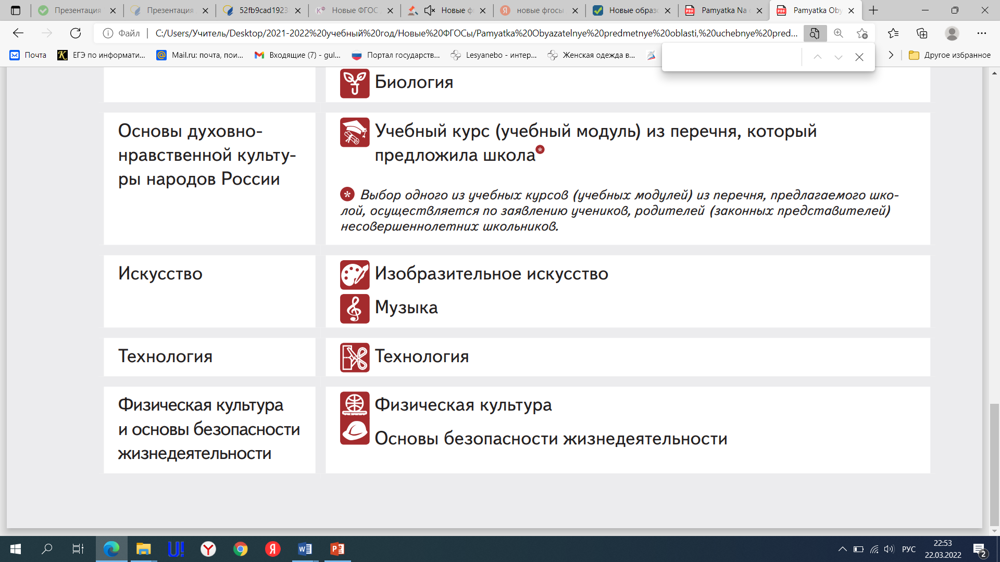 Презентация
Презентация
52fb9cad1923
Новые ФГОС
Новые ф
новые фгосы
Новые образо
Pamyatka Na
Pamyatka Oby
Файл
C:/Users/Учитель/Desktop/2021-2022%20учебный%20год/Новые%20ФГОСы/Pamyatka%20Obyazatelnye%20predmetnye%20oblasti,%20uchebnye%20pred...
Почта
ЕГЭ по информати...
Mail.ru: почта, пои...
Входящие (7) - gul...
Портал государств...
Lesyanebo - интер...
Женская одежда в...
Другое избранное
Биология
Основы духовно-
нравственной культу-
ры народов России
Учебный курс (учебный модуль) из перечня, который
предложила школа*
* Выбор одного из учебных курсов (учебных модулей) из перечня, предлагаемого шко-
лой, осуществляется по заявлению учеников, родителей (законных представителей)
несовершеннолетних школьников.
Искусство
Изобразительное искусство
Музыка
Технология
Технология
Физическая культура
и основы безопасности
жизнедеятельности
Физическая культура
Основы безопасности жизнедеятельности
РУС
22:53
22.03.2022
2